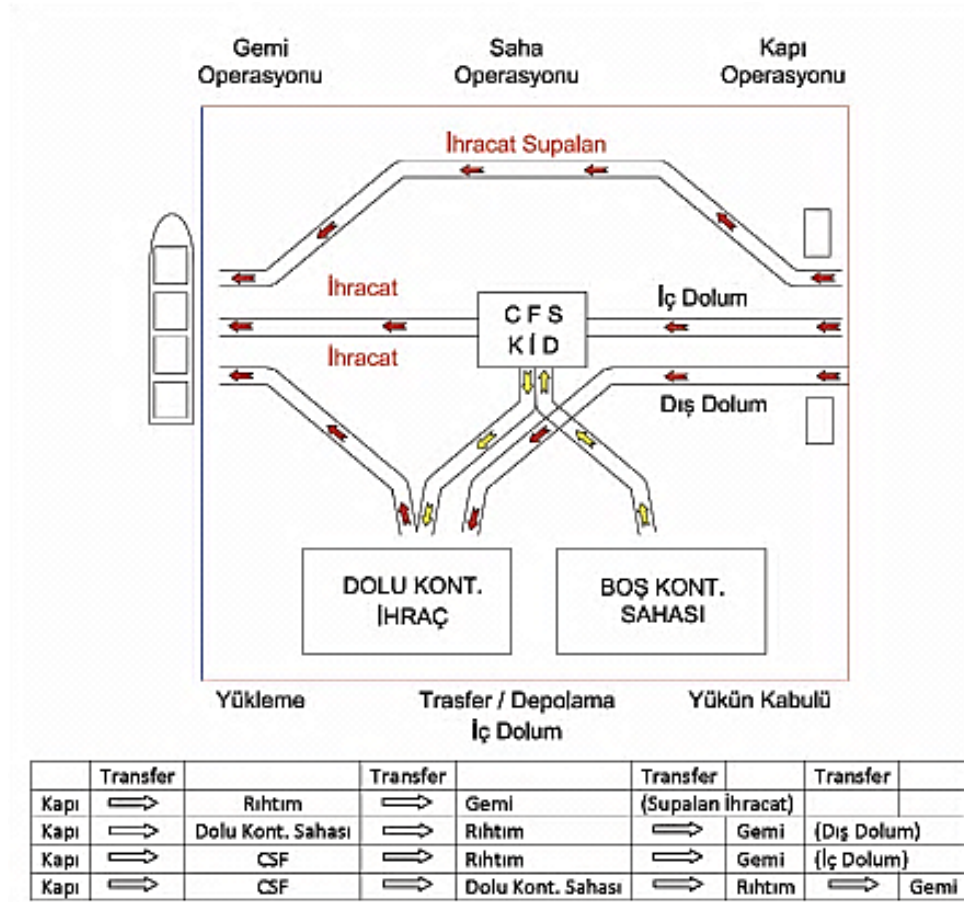 Gemi
Operasyonu
Saha
Operasyonu
Kapı
Operasyonu
İhracat Supalan
İhracat
C F S
K İ D
İç Dolum
İhracat
Dış Dolum
DOLU KONT.
İHRAÇ
BOŞ KONT.
SAHASI
Yükleme
Trasfer / Depolama
İç Dolum
Yükün Kabulü
Transfer Transfer Transfer Transfer
Kapı Rıhtım Gemi (Supalan İhracat)
Kapı Dolu Kont. Sahası Rıhtım Gemi (Dış Dolum)
Kapı CSF Rıhtım Gemi (İç Dolum)
Kapı CSF Dolu Kont. Sahası Rıhtım Gemi